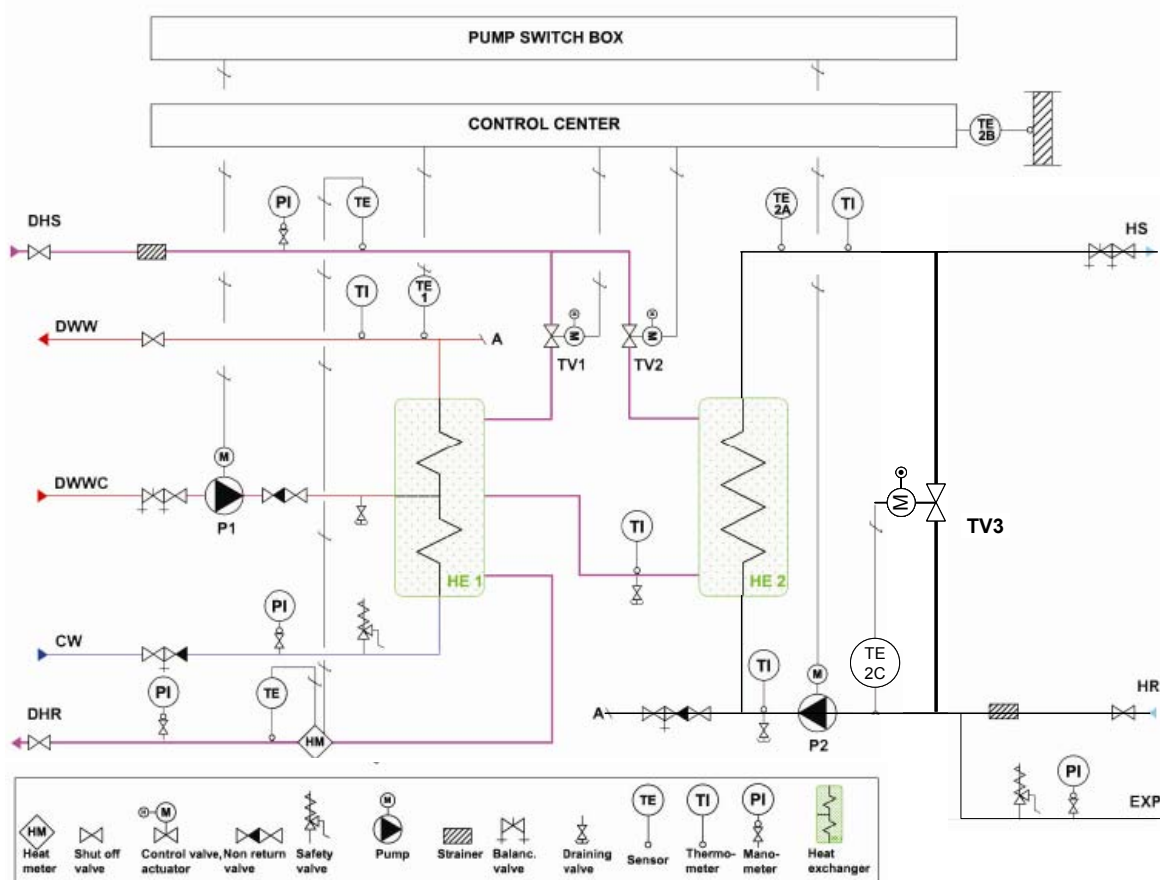 PUMP SWITCH BOX
CONTROL CENTER
TE
2B
DHS
PI
TE
TE
2A
TI
HS
TI
TE
1
DWW
A
M
TV1
M
TV2
M
DWWC
P1
HE 1
TI
HE 2
M
TV3
CW
PI
TE
2C
TI
M
DHR
PI
TE
HM
A
P2
HR
PI
EXP
HM
M
M
TE
TI
PI
Heat
meter
Shut off
valve
Control valve,
actuator
Non return
valve
Safety
valve
Pump
Strainer
Balanc.
valve
Draining
valve
Sensor
Thermo-
meter
Mano-
meter
Heat
exchanger